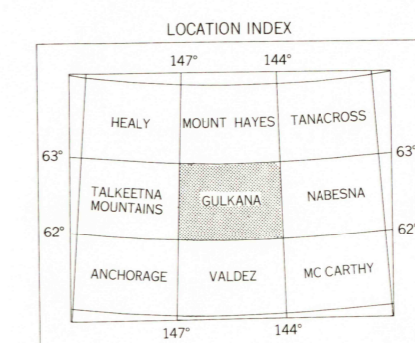 LOCATION INDEX
147° 144°
HEALY MOUNT HAYES TANACROSS
63° 63°
TALKEETNA
MOUNTAINS GULKANA NABESNA
62° 62°
ANCHORAGE VALDEZ MC CARTHY
147° 144°